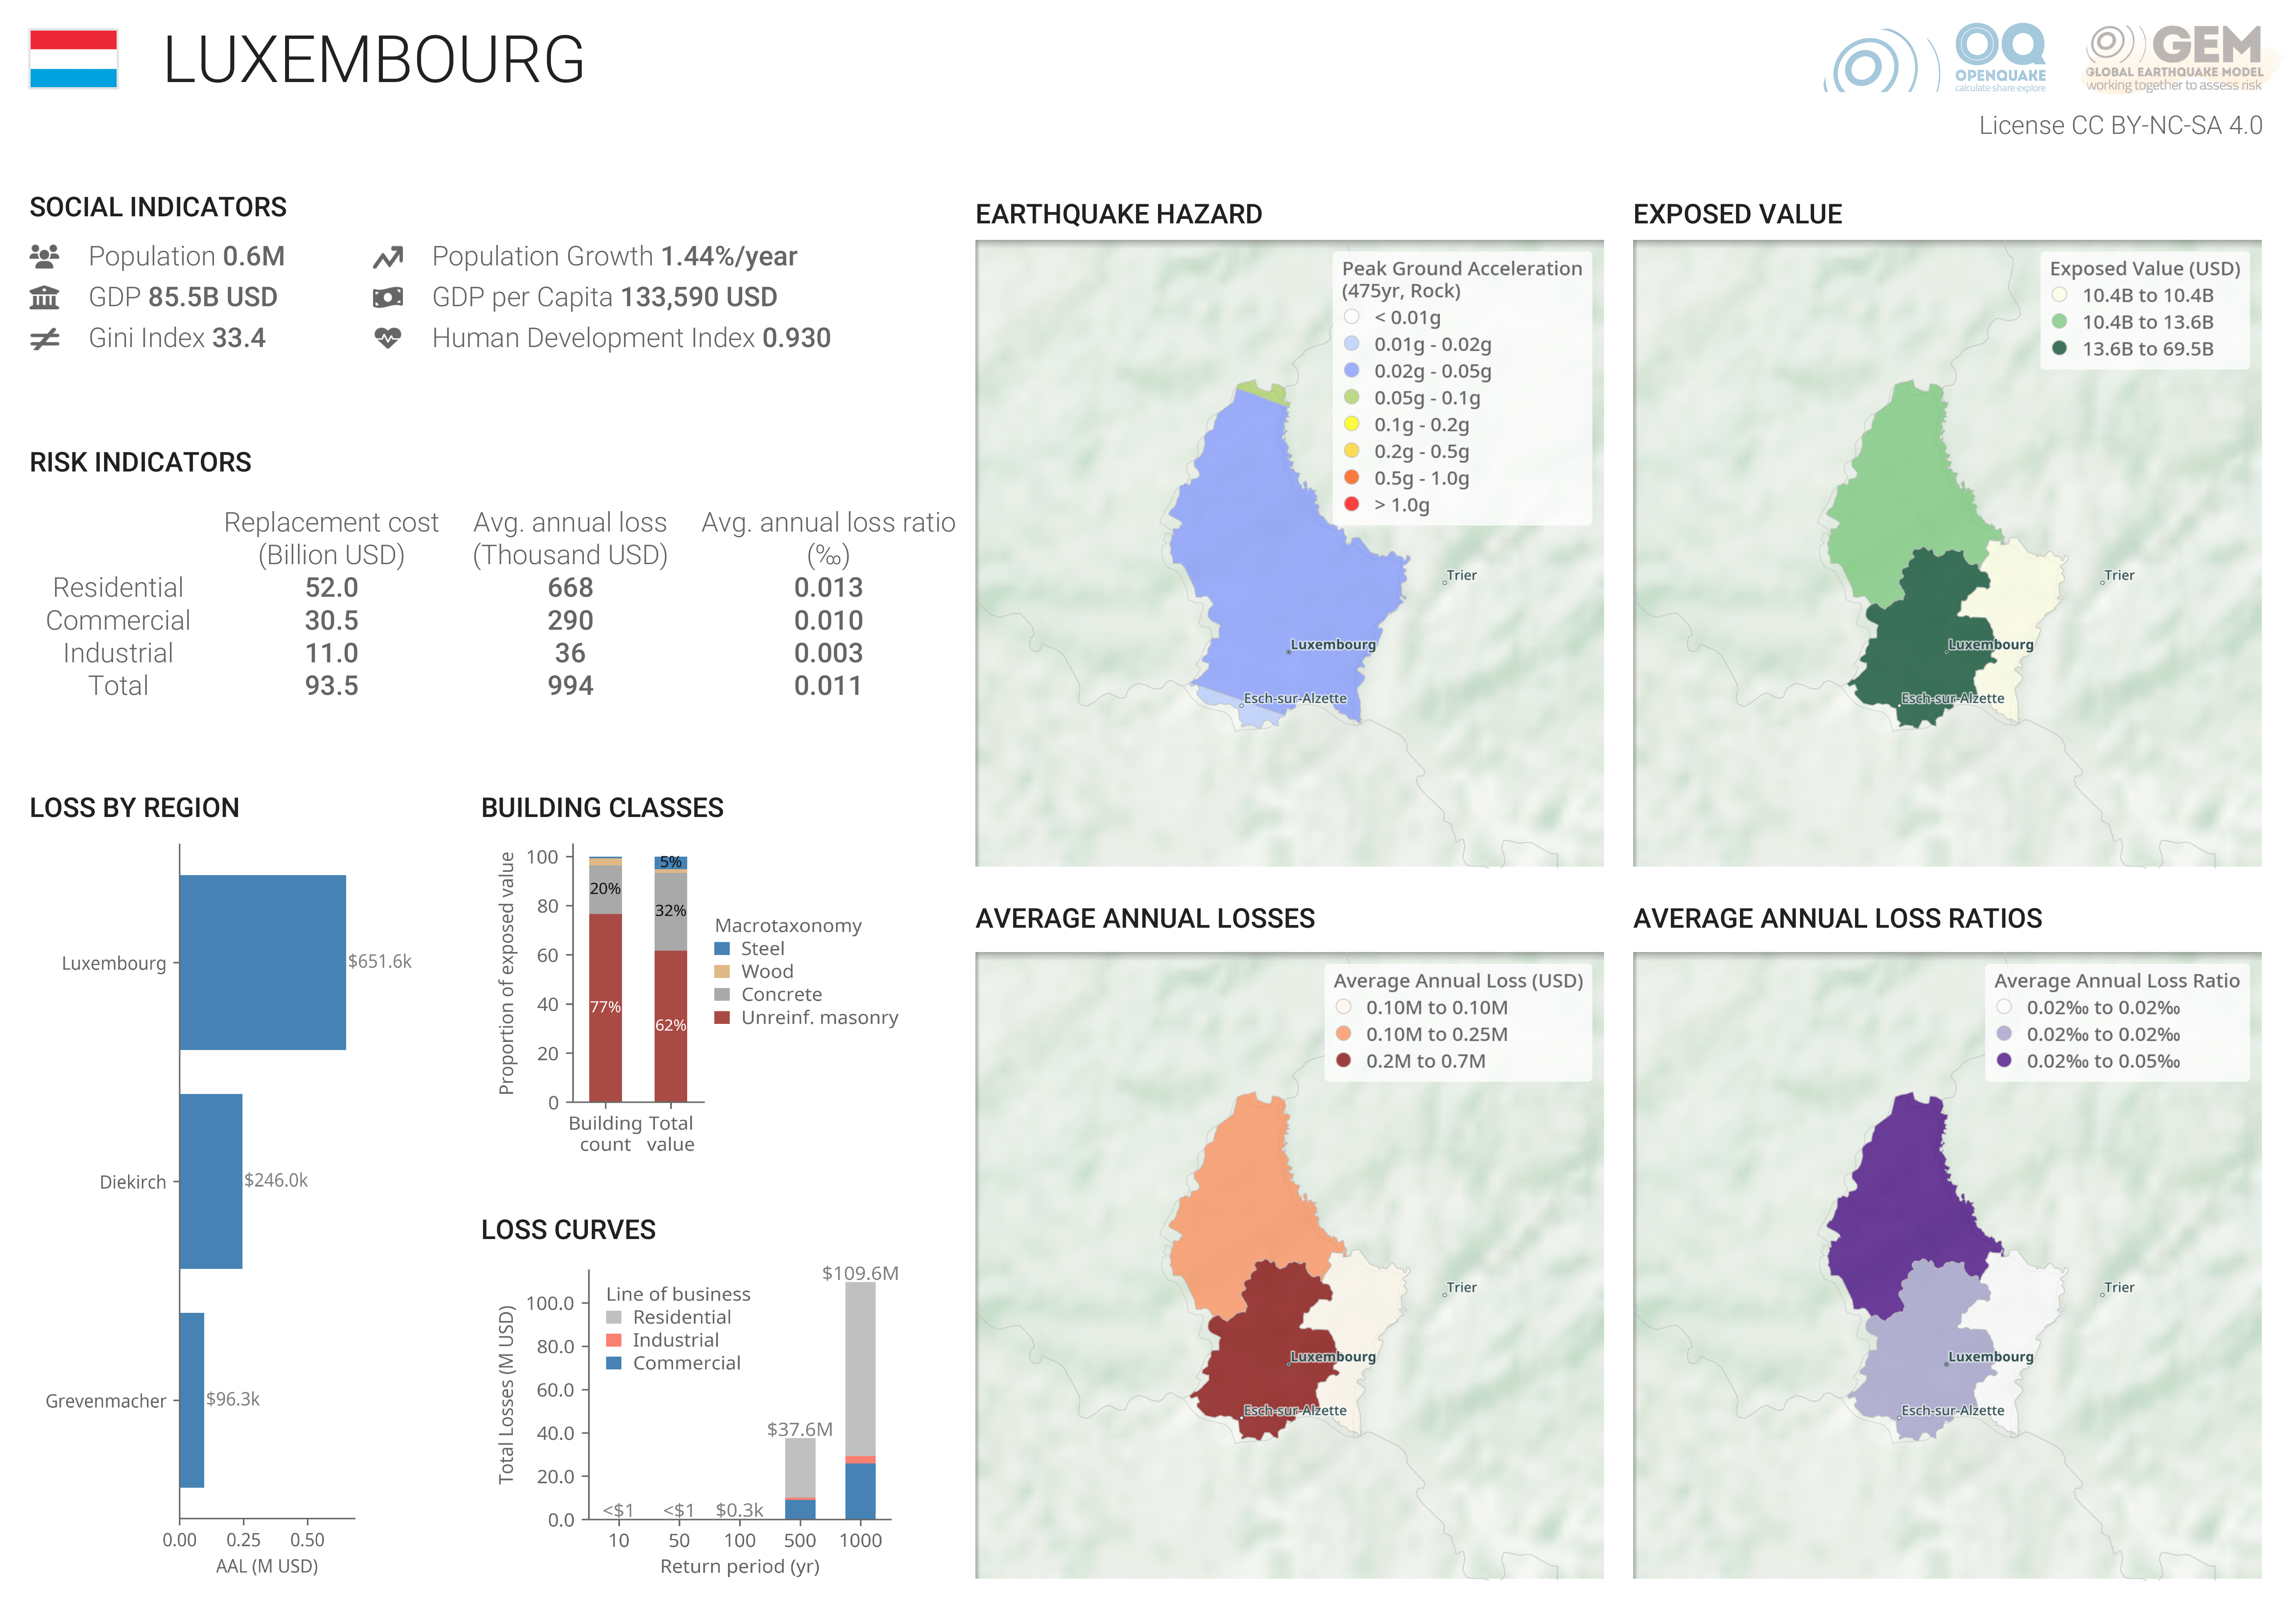 LUXEMBOURG
OPENQUAKE
calculate share explore
GEM
GLOBAL EARTHQUAKE MODEL
working together to assess risk
License CC BY-NC-SA 4.0
SOCIAL INDICATORS
Population 0.6M
Population Growth 1.44%/year
GDP 85.5B USD
GDP per Capita 133,590 USD
Gini Index 33.4
Human Development Index 0.930
RISK INDICATORS
Replacement cost Avg. annual loss Avg. annual loss ratio
(Billion USD) (Thousand USD) (‰)
Residential 52.0 668 0.013
Commercial 30.5 290 0.010
Industrial 11.0 36 0.003
Total 93.5 994 0.011
LOSS BY REGION
Luxembourg
$651.6k
Diekirch
$246.0k
Grevenmacher
$96.3k
0.00 0.25 0.50
AAL (M USD)
BUILDING CLASSES
Proportion of exposed value
100
80
60
40
20
0
20%
77%
5%
32%
62%
Building
count
Total
value
Macrotaxonomy
Steel
Wood
Concrete
Unreinf. masonry
LOSS CURVES
Total Losses (M USD)
100.0
80.0
60.0
40.0
20.0
0.0
Line of business
Residential
Industrial
Commercial
<$1 <$1 $0.3k
$37.6M
$109.6M
10 50 100 500 1000
Return period (yr)
EARTHQUAKE HAZARD
Peak Ground Acceleration
(475yr, Rock)
< 0.01g
0.01g - 0.02g
0.02g - 0.05g
0.05g - 0.1g
0.1g - 0.2g
0.2g - 0.5g
0.5g - 1.0g
> 1.0g
Trier
Luxembourg
Esch-sur-Alzette
EXPOSED VALUE
Exposed Value (USD)
10.4B to 10.4B
10.4B to 13.6B
13.6B to 69.5B
Trier
Luxembourg
Esch-sur-Alzette
AVERAGE ANNUAL LOSSES
Average Annual Loss (USD)
0.10M to 0.10M
0.10M to 0.25M
0.2M to 0.7M
Trier
Luxembourg
Esch-sur-Alzette
AVERAGE ANNUAL LOSS RATIOS
Average Annual Loss Ratio
0.02‰ to 0.02‰
0.02‰ to 0.02‰
0.02‰ to 0.05‰
Trier
Luxembourg
Esch-sur-Alzette